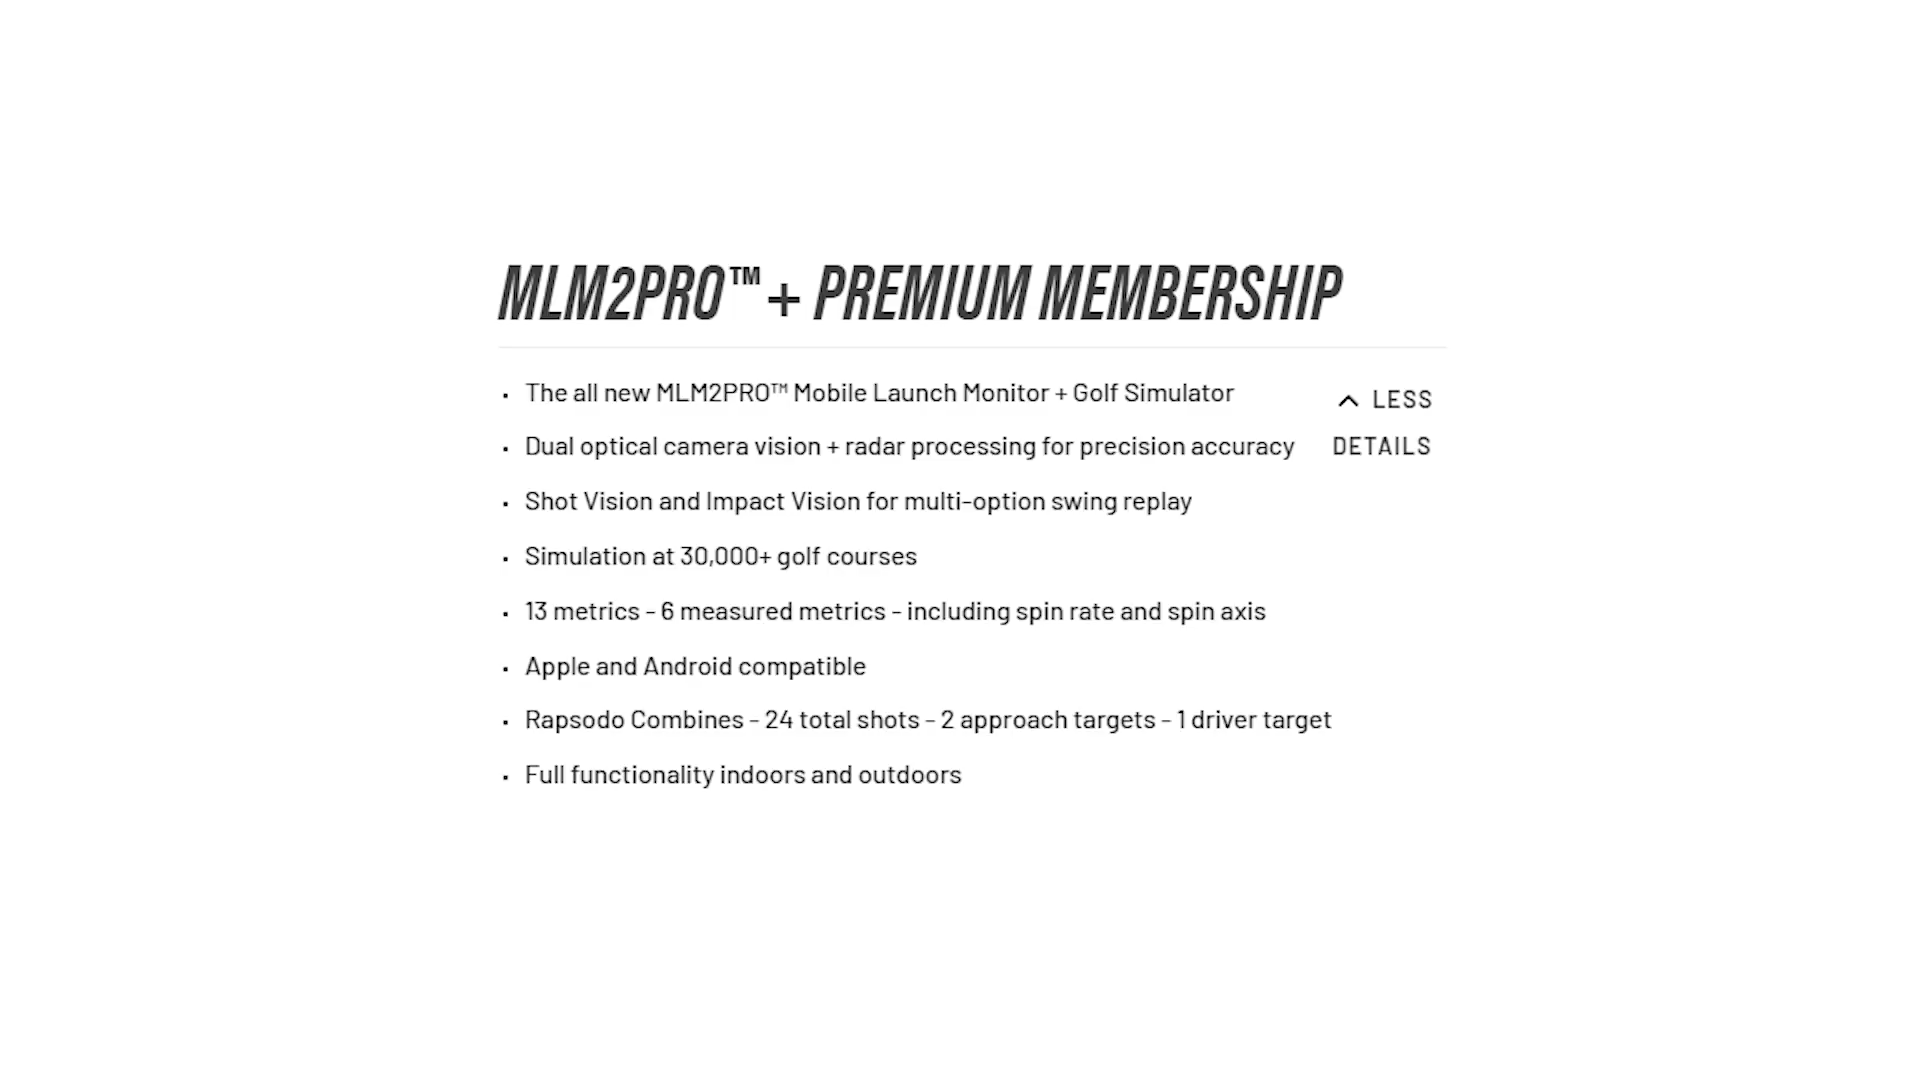 MLM2PRO™ + PREMIUM MEMBERSHIP
• The all new MLM2PRO™ Mobile Launch Monitor + Golf Simulator
^ LESS DETAILS
• Dual optical camera vision + radar processing for precision accuracy
• Shot Vision and Impact Vision for multi-option swing replay
• Simulation at 30,000+ golf courses
• 13 metrics - 6 measured metrics - including spin rate and spin axis
• Apple and Android compatible
• Rapsodo Combines - 24 total shots - 2 approach targets - 1 driver target
• Full functionality indoors and outdoors